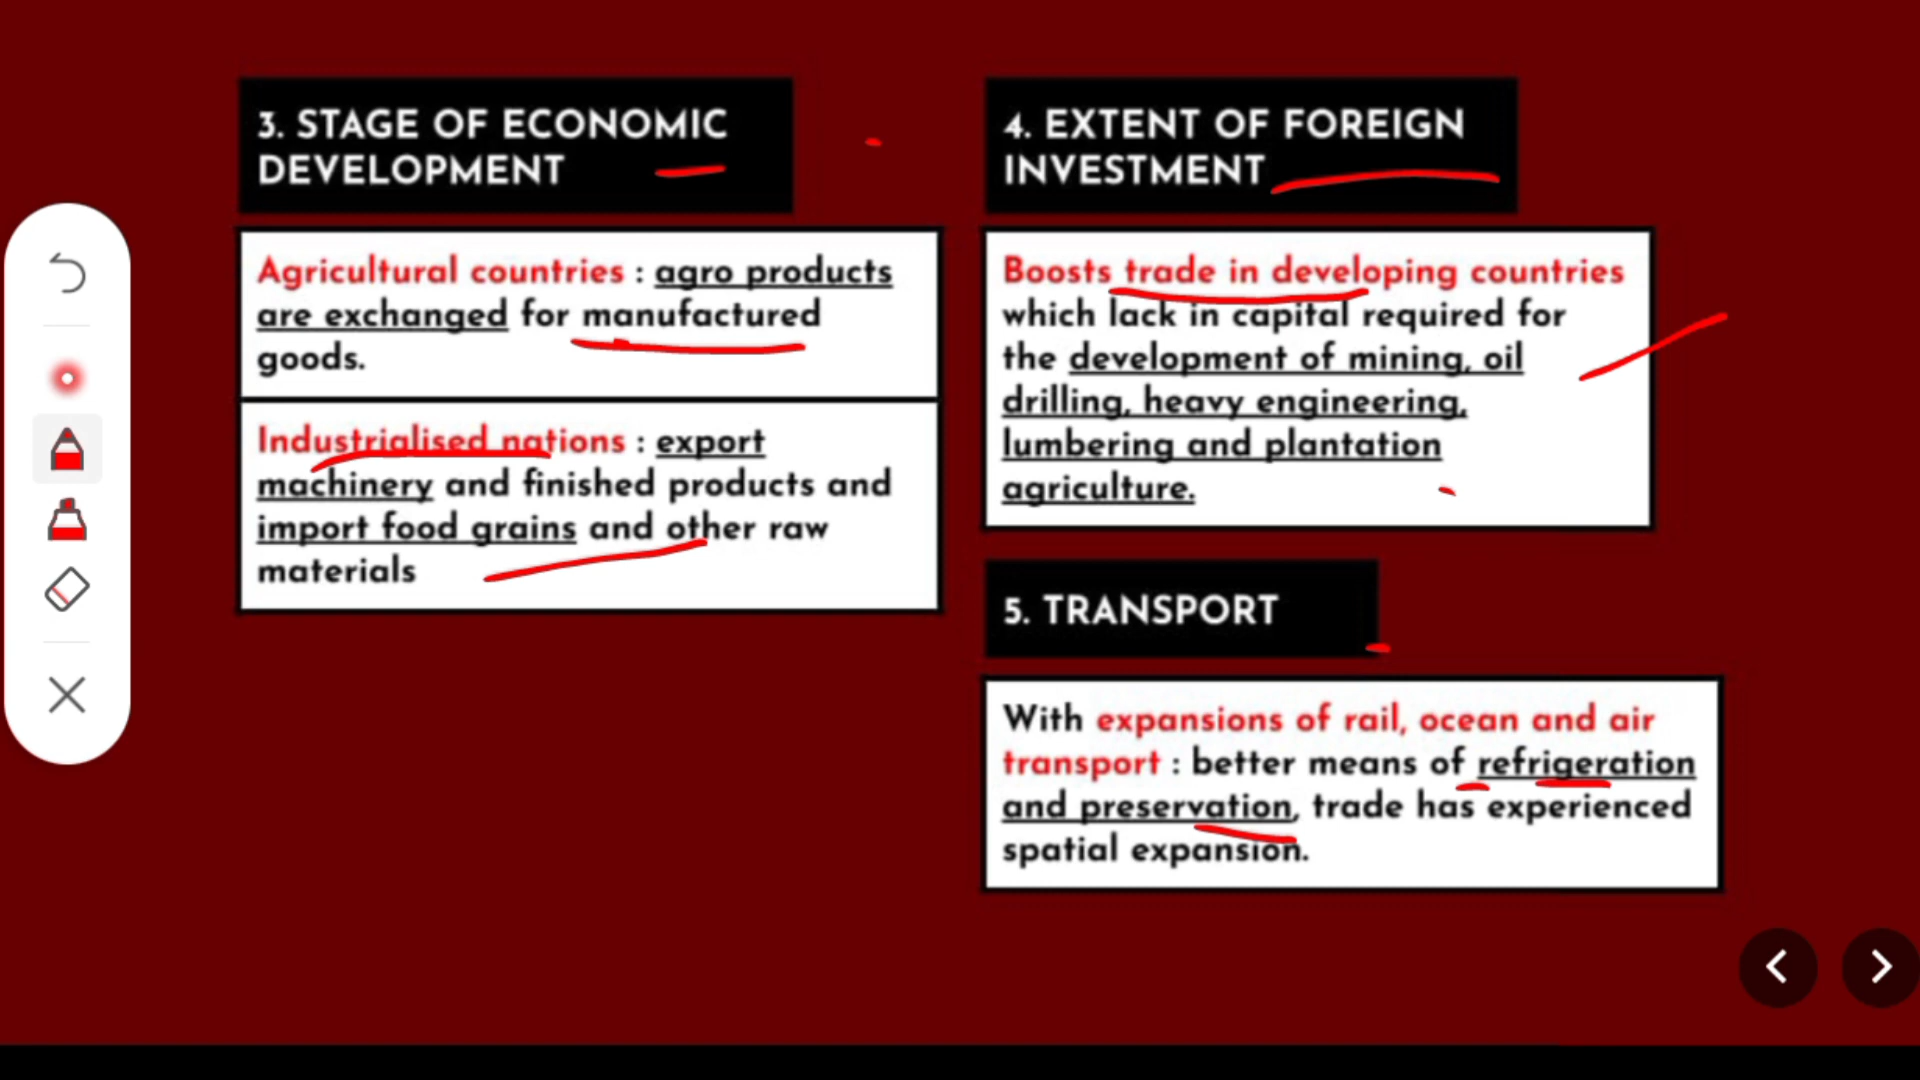 3. STAGE OF ECONOMIC
DEVELOPMENT
Agricultural countries : agro products
are exchanged for manufactured
goods.
Industrialised nations : export
machinery and finished products and
import food grains and other raw
materials
4. EXTENT OF FOREIGN
INVESTMENT
Boosts trade in developing countries
which lack in capital required for
the development of mining, oil
drilling, heavy engineering,
lumbering and plantation
agriculture.
5. TRANSPORT
With expansions of rail, ocean and air
transport : better means of refrigeration
and preservation, trade has experienced
spatial expansion.